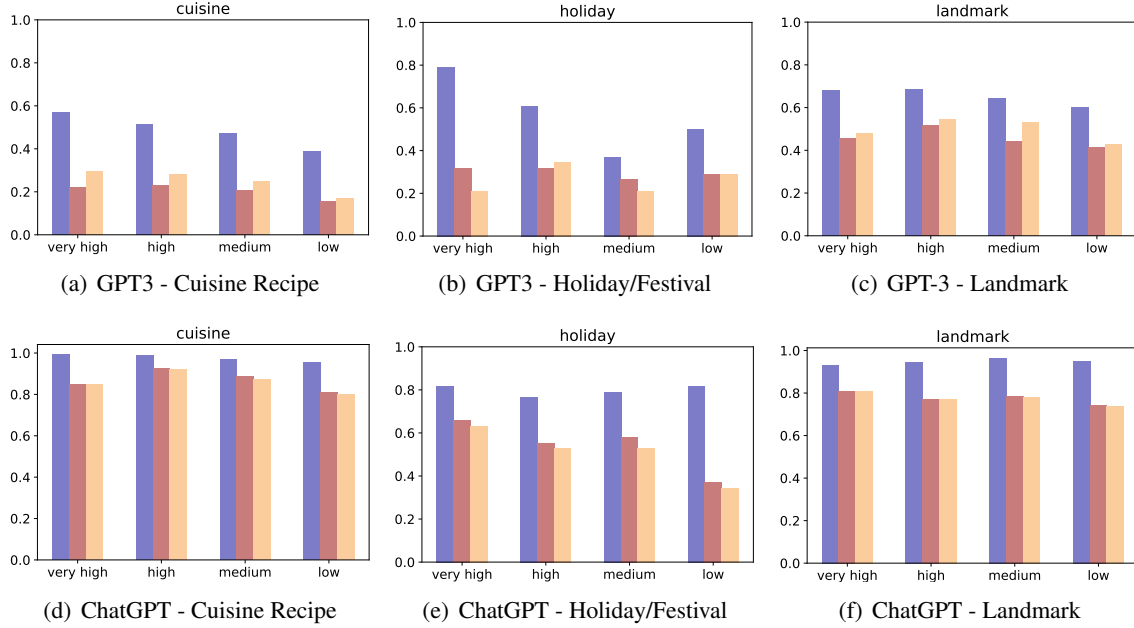 cuisine
1.0
0.8
0.6
0.4
0.2
0.0
very high high medium low
(a) GPT3 - Cuisine Recipe
holiday
1.0
0.8
0.6
0.4
0.2
0.0
very high high medium low
(b) GPT3 - Holiday/Festival
landmark
1.0
0.8
0.6
0.4
0.2
0.0
very high high medium low
(c) GPT-3 - Landmark
cuisine
1.0
0.8
0.6
0.4
0.2
0.0
very high high medium low
(d) ChatGPT - Cuisine Recipe
holiday
1.0
0.8
0.6
0.4
0.2
0.0
very high high medium low
(e) ChatGPT - Holiday/Festival
landmark
1.0
0.8
0.6
0.4
0.2
0.0
very high high medium low
(f) ChatGPT - Landmark